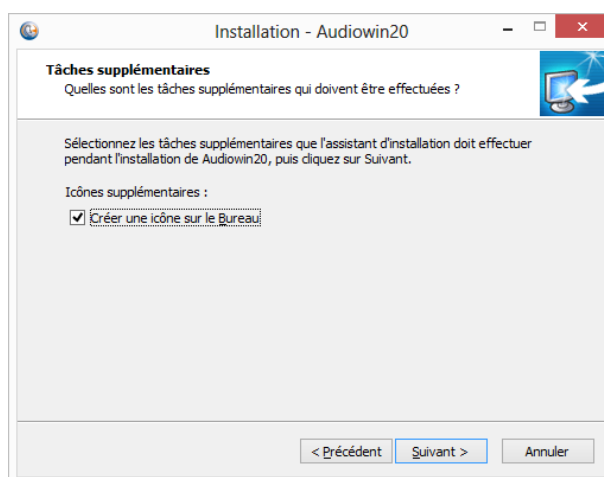 Installation - Audiowin20
Tâches supplémentaires
Quelles sont les tâches supplémentaires qui doivent être effectuées ?
Sélectionnez les tâches supplémentaires que l'assistant d'installation doit effectuer
pendant l'installation de Audiowin20, puis cliquez sur Suivant.
Icônes supplémentaires :
Créer une icône sur le Bureau
< Précédent Suivant > Annuler